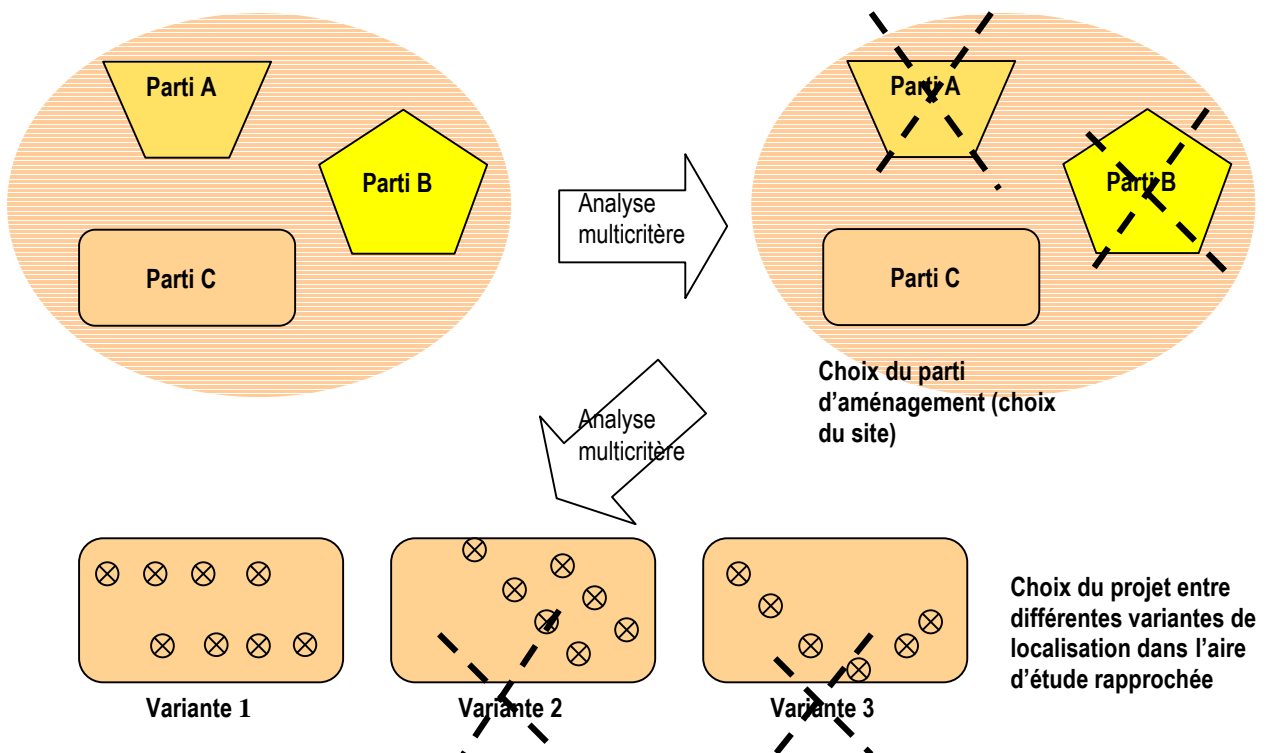 Parti A
Parti B
Parti C
Analyse
multicritère
Parti A
Parti B
Parti C
Choix du parti
d’aménagement (choix
du site)
Analyse
multicritère
Variante 1
Variante 2
Variante 3
Choix du projet entre
différentes variantes de
localisation dans l’aire
d’étude rapprochée